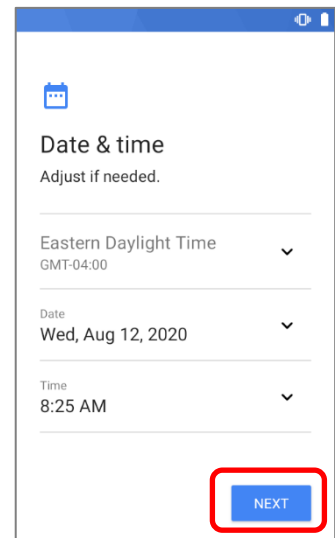 Date & time
Adjust if needed.
Eastern Daylight Time
GMT-04:00
Date
Wed, Aug 12, 2020
Time
8:25 AM
NEXT